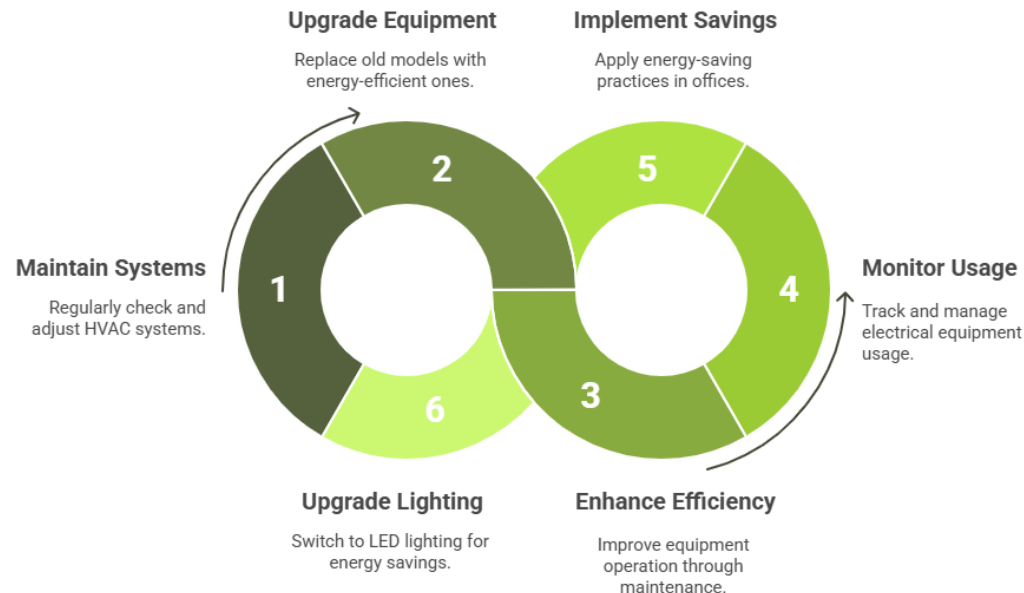 Upgrade Equipment
Replace old models with
energy-efficient ones.
Implement Savings
Apply energy-saving
practices in offices.
2
5
Maintain Systems
Regularly check and
adjust HVAC systems.
1
4
Monitor Usage
Track and manage
electrical equipment
usage.
6
3
Upgrade Lighting
Switch to LED lighting for
energy savings.
Enhance Efficiency
Improve equipment
operation through
maintenance.